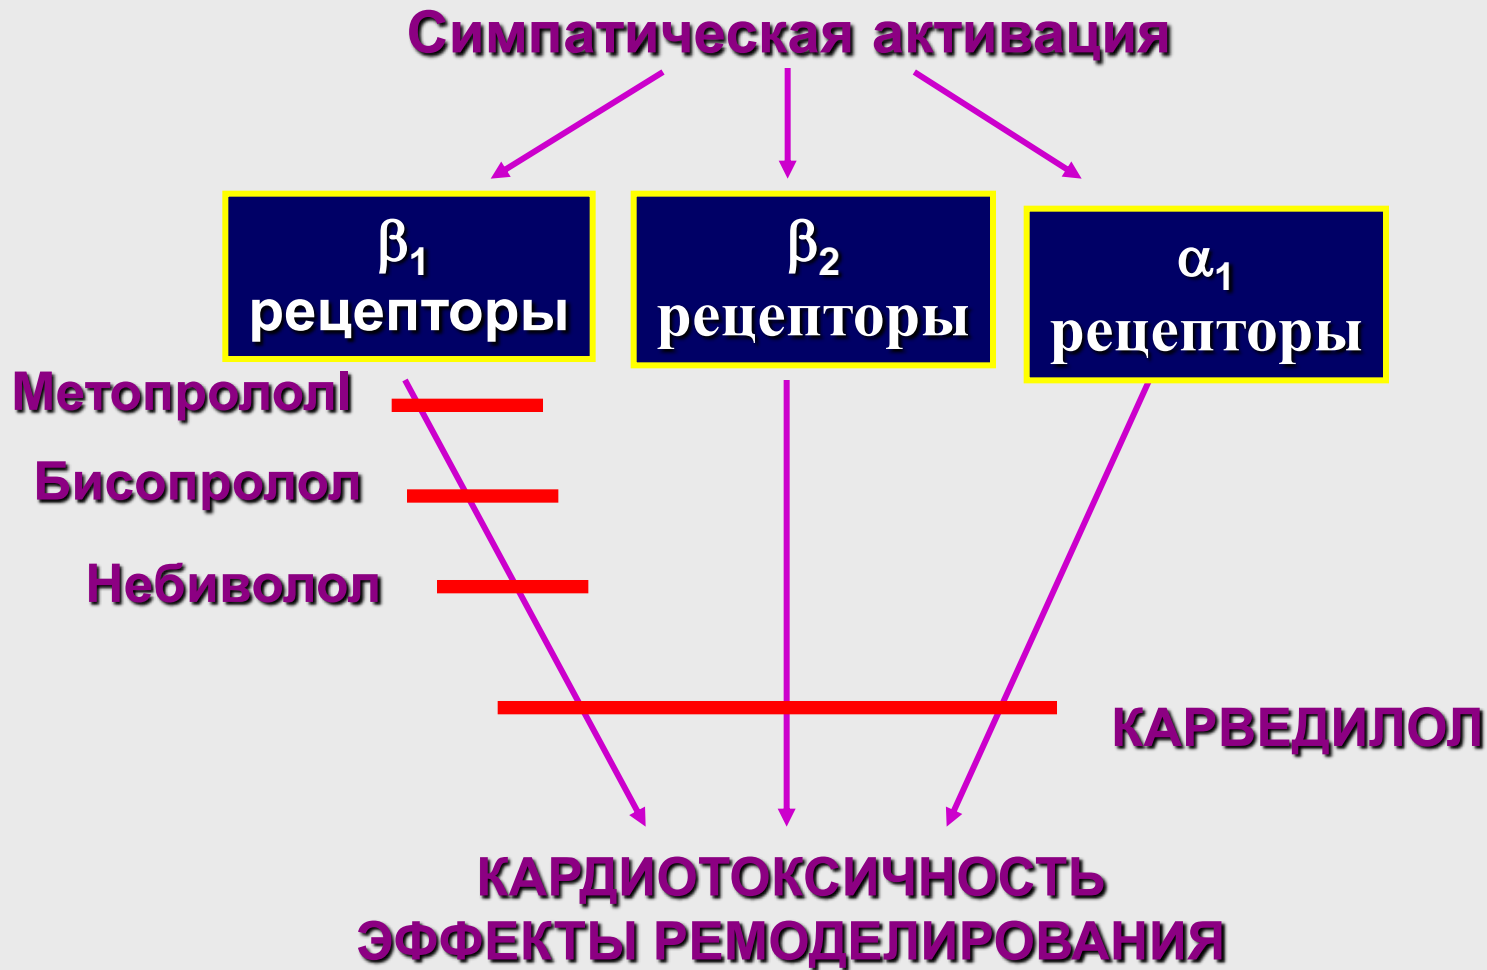 Симпатическая активация
β1
рецепторы
β2
рецепторы
α1
рецепторы
Метопрололl
Бисопролол
Небиволол
КАРВЕДИЛОЛ
КАРДИОТОКСИЧНОСТЬ
ЭФФЕКТЫ РЕМОДЕЛИРОВАНИЯ